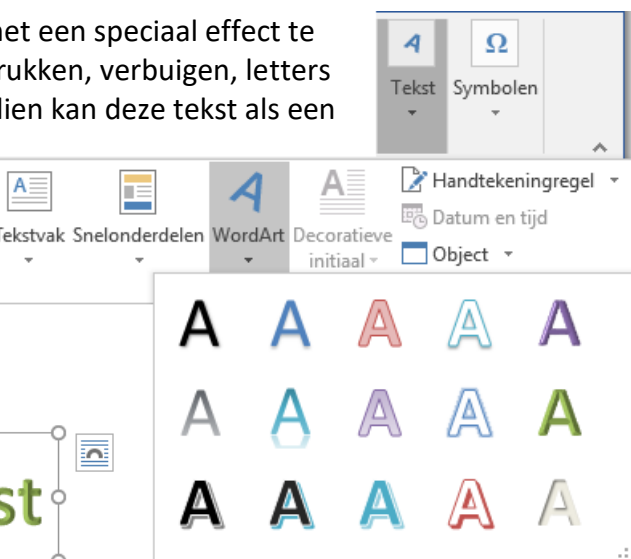 net een speciaal effect te
rukken, verbuigen, letters
lien kan deze tekst als een
Tekst Symbolen
Tekstvak Snelonderdelen WordArt Decoratieve initiaal
Handtekeningregel
Datum en tijd
Object
A A A A A
A A A A A
A A A A A
st